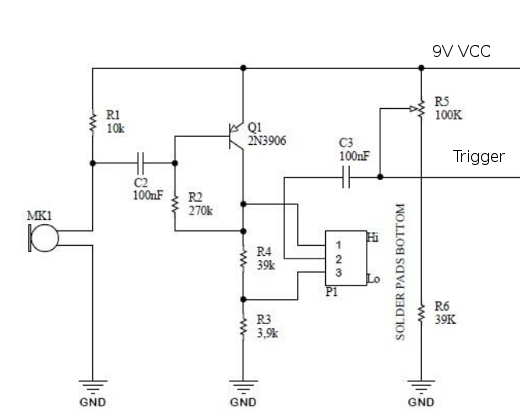 9V VCC
R1
10k
Q1
2N3906
R5
100K
C3
100nF
Trigger
C2
100nF
R2
270k
MK1
R4
39k
1
2
3
Hi
Lo
P1
SOLDER PADS BOTTOM
R3
3,9k
R6
39K
GND
GND
GND